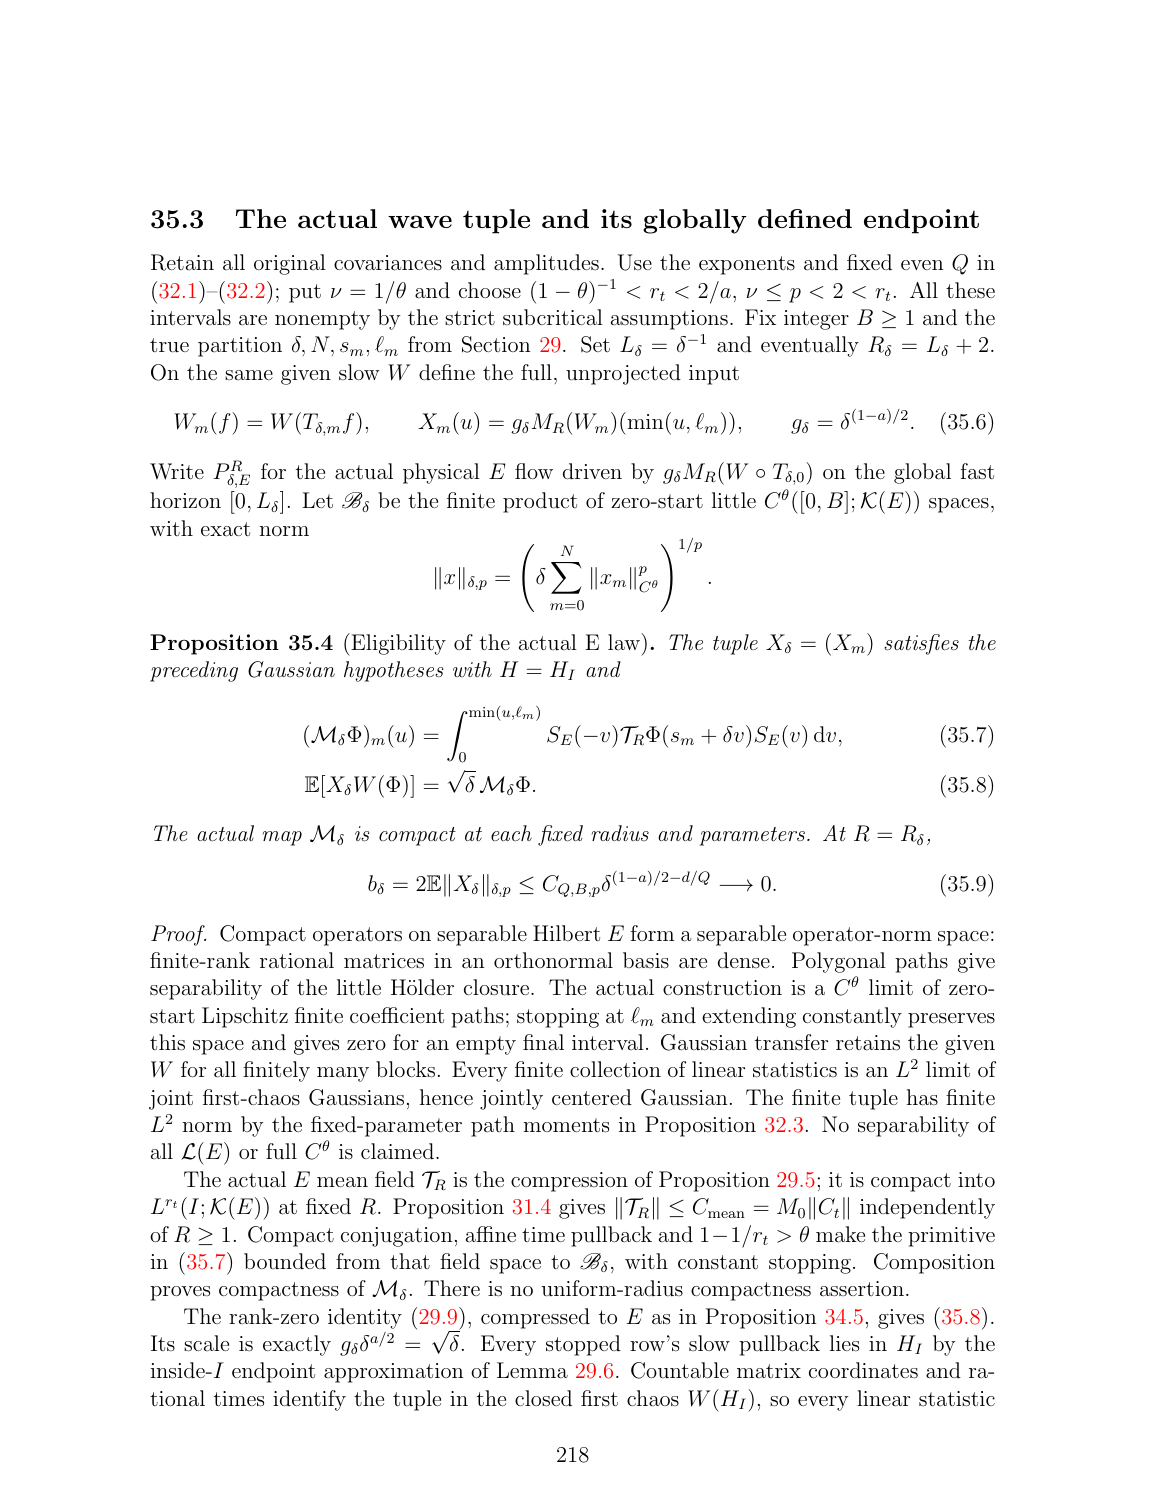 35.3 The actual wave tuple and its globally defined endpoint
Retain all original covariances and amplitudes. Use the exponents and fixed even Q in
(32.1)–(32.2); put ν = 1/θ and choose (1 − θ)⁻¹ < r_t < 2/a, ν ≤ p < 2 < r_t. All these
intervals are nonempty by the strict subcritical assumptions. Fix integer B ≥ 1 and the
true partition δ, N, s_m, ℓ_m from Section 29. Set L_δ = δ⁻¹ and eventually R_δ = L_δ + 2.
On the same given slow W define the full, unprojected input
W_m(f) = W(T_{δ,m}f), X_m(u) = g_δ M_R(W_m)(min(u, ℓ_m)), g_δ = δ^{(1−a)/2}. (35.6)
Write P^R_{δ,E} for the actual physical E flow driven by g_δ M_R(W ∘ T_{δ,0}) on the global fast
horizon [0, L_δ]. Let ℬ_δ be the finite product of zero-start little C^θ([0, B]; 𝒦(E)) spaces,
with exact norm
‖x‖_{δ,p} = (δ ∑_{m=0}^{N} ‖x_m‖^p_{C^θ})^{1/p}.
Proposition 35.4 (Eligibility of the actual E law). The tuple X_δ = (X_m) satisfies the
preceding Gaussian hypotheses with H = H_I and
(ℳ_δΦ)_m(u) = ∫_0^{min(u,ℓ_m)} S_E(−v)𝒯_RΦ(s_m + δv)S_E(v) dv, (35.7)
𝔼[X_δW(Φ)] = √δ ℳ_δΦ. (35.8)
The actual map ℳ_δ is compact at each fixed radius and parameters. At R = R_δ,
b_δ = 2𝔼‖X_δ‖_{δ,p} ≤ C_{Q,B,p}δ^{(1−a)/2−d/Q} ⟶ 0. (35.9)
Proof. Compact operators on separable Hilbert E form a separable operator-norm space:
finite-rank rational matrices in an orthonormal basis are dense. Polygonal paths give
separability of the little Hölder closure. The actual construction is a C^θ limit of zero-
start Lipschitz finite coefficient paths; stopping at ℓ_m and extending constantly preserves
this space and gives zero for an empty final interval. Gaussian transfer retains the given
W for all finitely many blocks. Every finite collection of linear statistics is an L² limit of
joint first-chaos Gaussians, hence jointly centered Gaussian. The finite tuple has finite
L² norm by the fixed-parameter path moments in Proposition 32.3. No separability of
all ℒ(E) or full C^θ is claimed.
The actual E mean field 𝒯_R is the compression of Proposition 29.5; it is compact into
L^{r_t}(I; 𝒦(E)) at fixed R. Proposition 31.4 gives ‖𝒯_R‖ ≤ C_mean = M_0‖C_t‖ independently
of R ≥ 1. Compact conjugation, affine time pullback and 1−1/r_t > θ make the primitive
in (35.7) bounded from that field space to ℬ_δ, with constant stopping. Composition
proves compactness of ℳ_δ. There is no uniform-radius compactness assertion.
The rank-zero identity (29.9), compressed to E as in Proposition 34.5, gives (35.8).
Its scale is exactly g_δδ^{a/2} = √δ. Every stopped row's slow pullback lies in H_I by the
inside-I endpoint approximation of Lemma 29.6. Countable matrix coordinates and ra-
tional times identify the tuple in the closed first chaos W(H_I), so every linear statistic
218